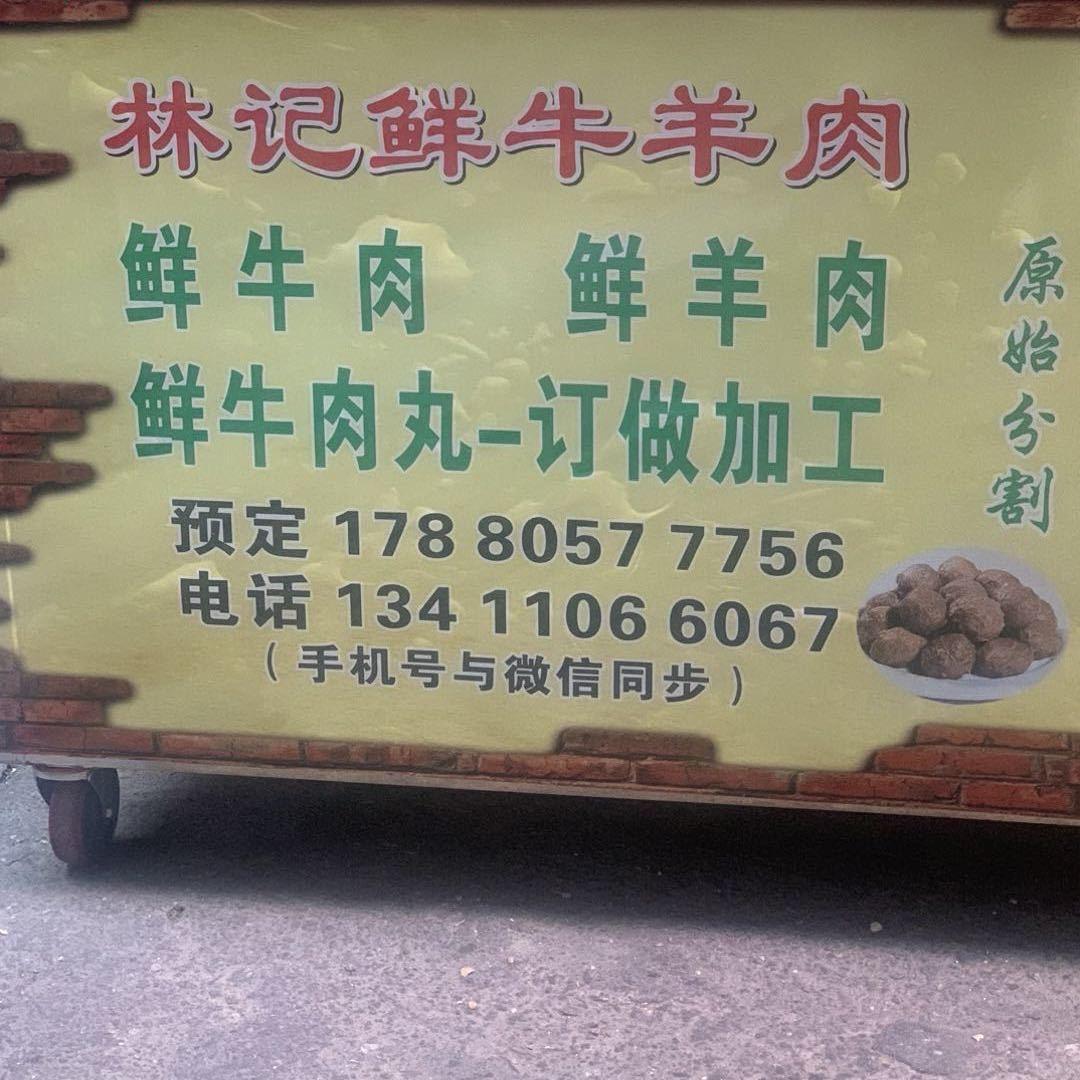 林记鲜牛羊肉
鲜牛肉 鲜羊肉
鲜牛肉丸-订做加工
预定 178 8057 7756
电话 134 1106 6067
(手机号与微信同步)
原始分割